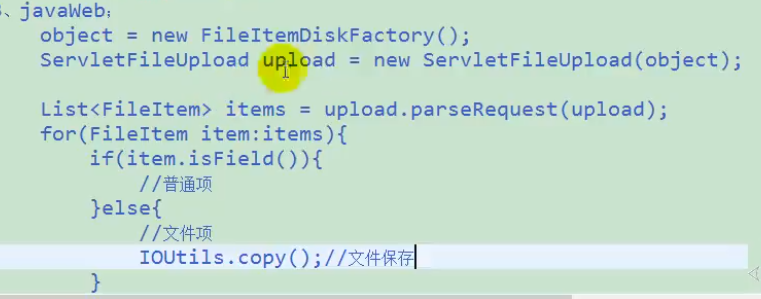 、javaWeb;
object = new FileItemDiskFactory();
ServletFileUpload upload = new ServletFileUpload(object);
List<FileItem> items = upload.parseRequest(upload);
for(FileItem item:items){
if(item.isField()){
//普通项
}else{
//文件项
IOUtils.copy();//文件保存
}